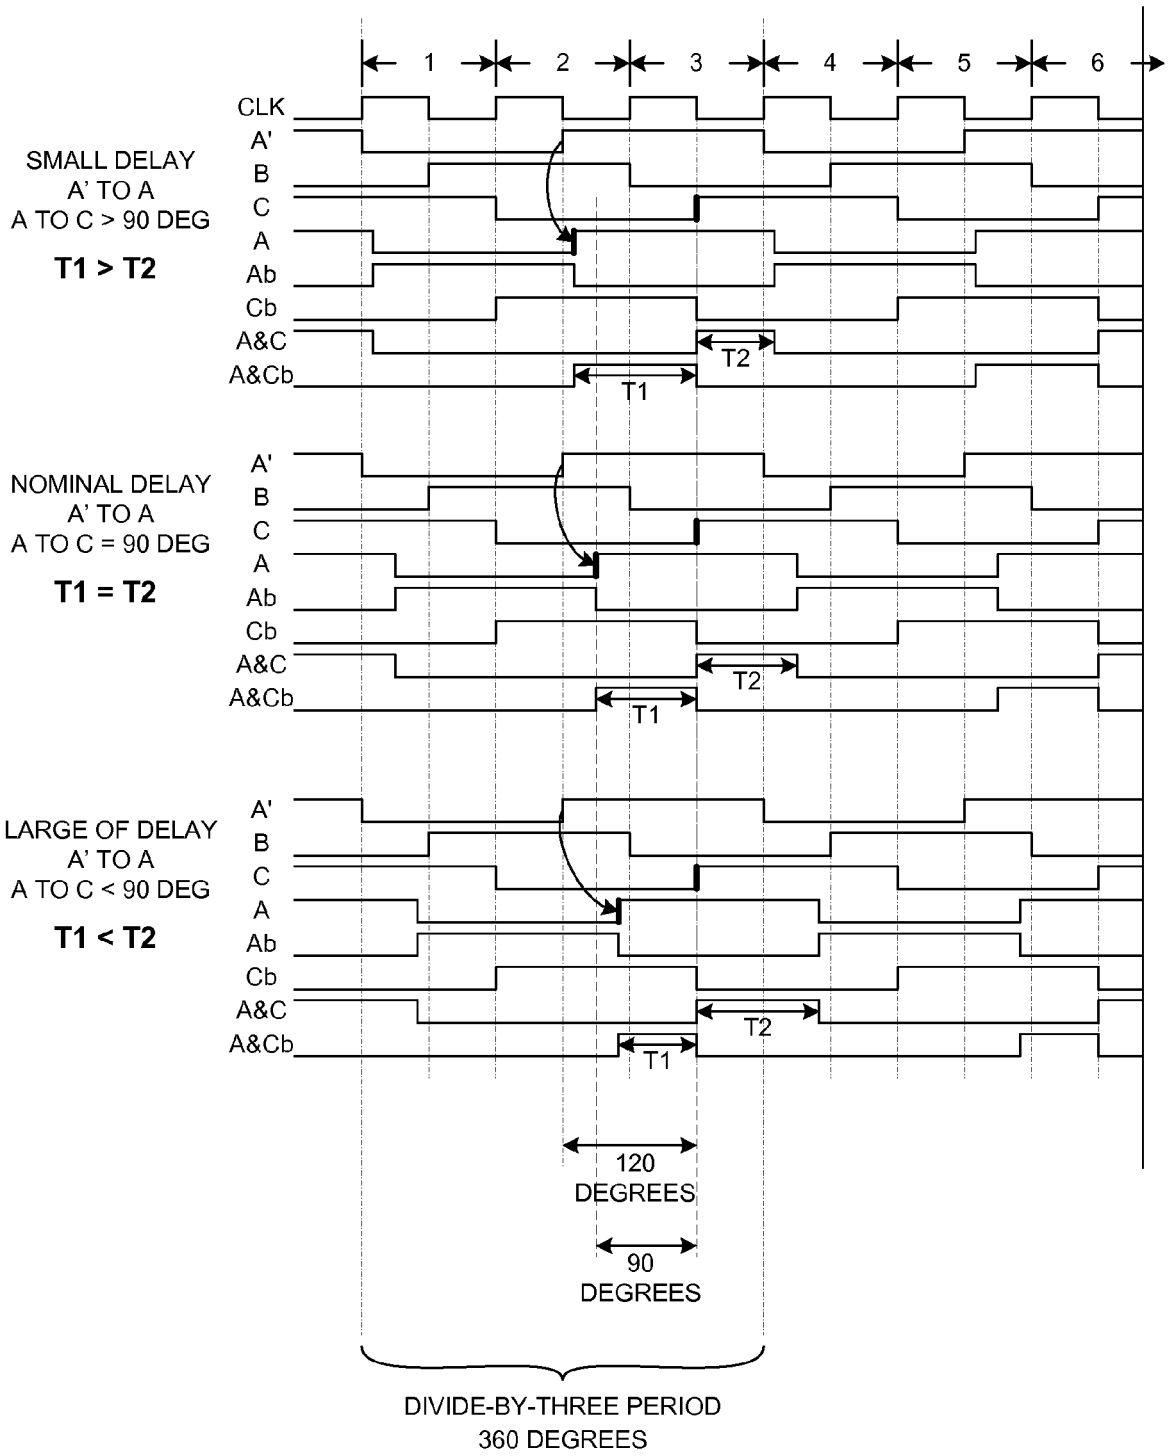 1 2 3 4 5 6
CLK
SMALL DELAY
A' TO A
A TO C > 90 DEG
T1 > T2
A'
B
C
A
Ab
Cb
A&C
T2
A&Cb
T1
NOMINAL DELAY
A' TO A
A TO C = 90 DEG
T1 = T2
A'
B
C
A
Ab
Cb
A&C
T2
A&Cb
T1
LARGE OF DELAY
A' TO A
A TO C < 90 DEG
T1 < T2
A'
B
C
A
Ab
Cb
A&C
T2
A&Cb
T1
120
DEGREES
90
DEGREES
DIVIDE-BY-THREE PERIOD
360 DEGREES